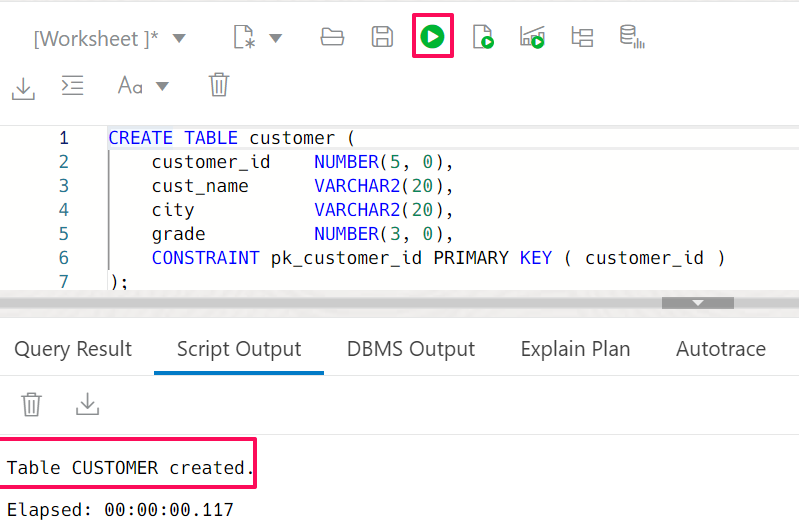 [Worksheet ]*
Aa
1 CREATE TABLE customer (
2 customer_id NUMBER(5, 0),
3 cust_name VARCHAR2(20),
4 city VARCHAR2(20),
5 grade NUMBER(3, 0),
6 CONSTRAINT pk_customer_id PRIMARY KEY ( customer_id )
7 );
Query Result Script Output DBMS Output Explain Plan Autotrace
Table CUSTOMER created.
Elapsed: 00:00:00.117